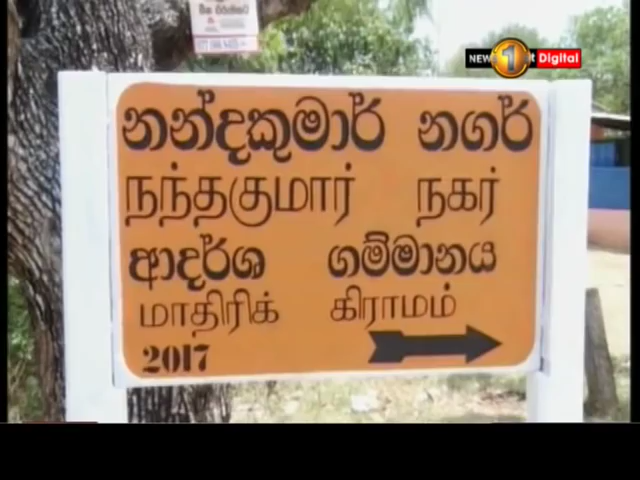 NEWS 1st Digital
නන්දකුමාර් නගර්
நந்தகுமார் நகர்
ආදර්ශ ගම්මානය
மாதிரிக் கிராமம்
2017